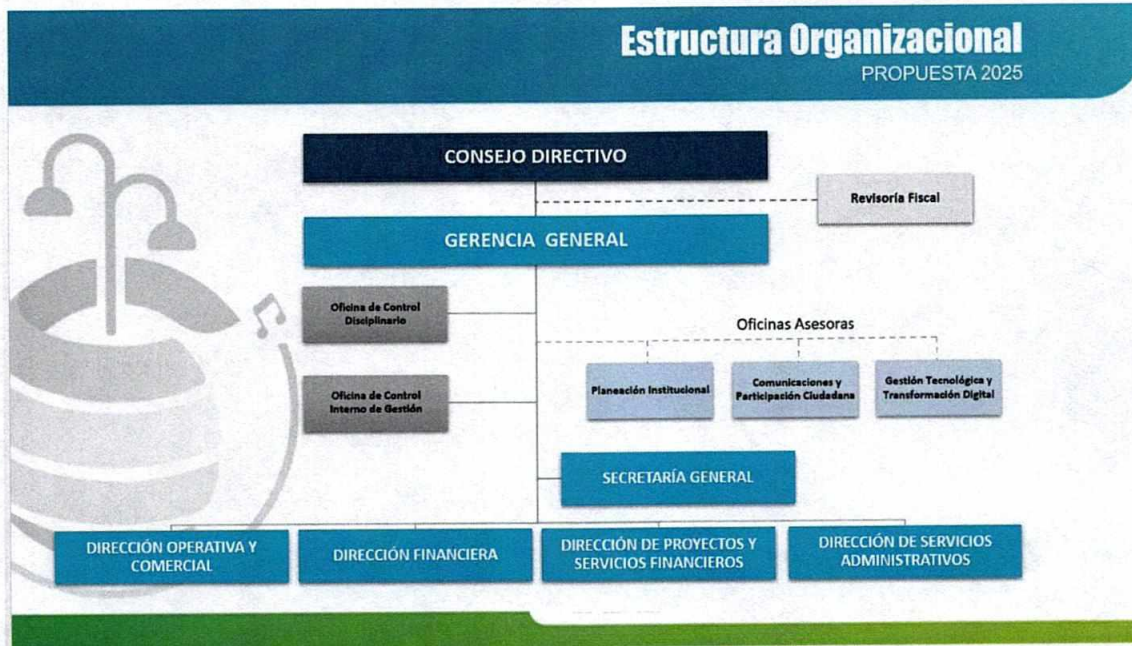 Estructura Organizacional
PROPUESTA 2025
CONSEJO DIRECTIVO
Revisoría Fiscal
GERENCIA GENERAL
Oficina de Control
Disciplinario
Oficinas Asesoras
Planeación Institucional
Comunicaciones y
Participación Ciudadana
Gestión Tecnológica y
Transformación Digital
Oficina de Control
Interno de Gestión
SECRETARÍA GENERAL
DIRECCIÓN OPERATIVA Y
COMERCIAL
DIRECCIÓN FINANCIERA
DIRECCIÓN DE PROYECTOS Y
SERVICIOS FINANCIEROS
DIRECCIÓN DE SERVICIOS
ADMINISTRATIVOS